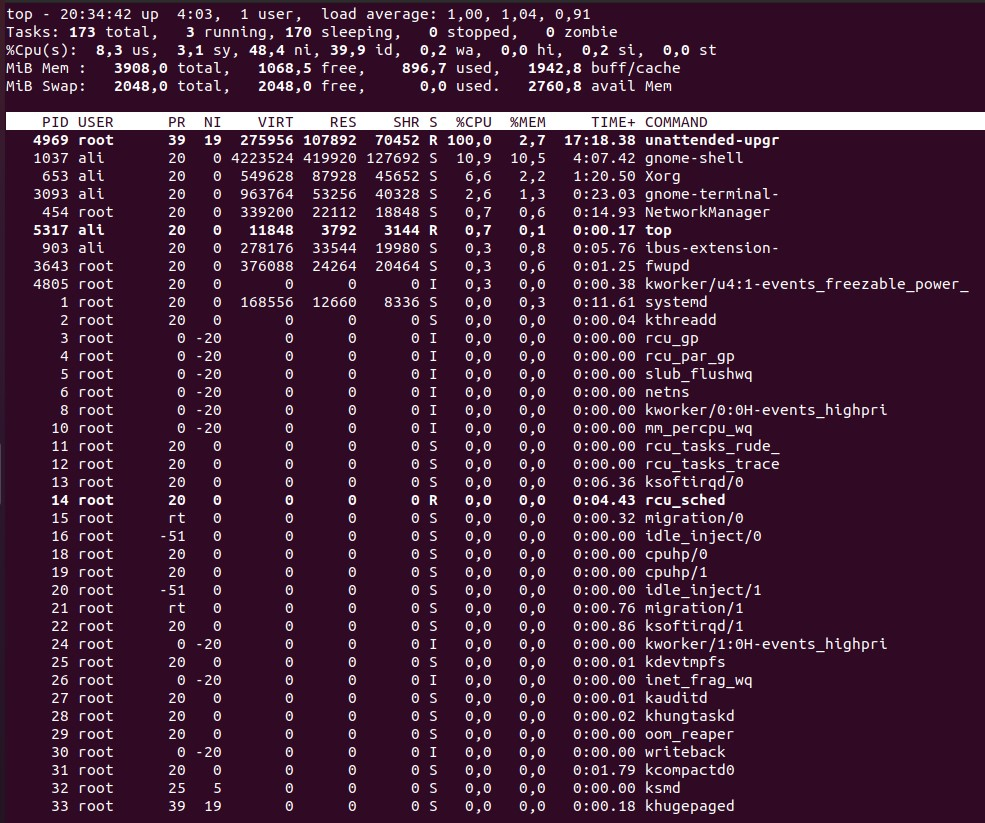 top - 20:34:42 up  4:03,  1 user,  load average: 1,00, 1,04, 0,91
Tasks: 173 total,   3 running, 170 sleeping,   0 stopped,   0 zombie
%Cpu(s):  8,3 us,  3,1 sy, 48,4 ni, 39,9 id,  0,2 wa,  0,0 hi,  0,2 si,  0,0 st
MiB Mem :   3908,0 total,   1068,5 free,    896,7 used,   1942,8 buff/cache
MiB Swap:   2048,0 total,   2048,0 free,      0,0 used.   2760,8 avail Mem
PID USER      PR  NI    VIRT    RES    SHR S  %CPU  %MEM     TIME+ COMMAND
4969 root      39  19  275956 107892  70452 R 100,0   2,7  17:18.38 unattended-upgr
1037 ali       20   0 4223524 419920 127692 S  10,9  10,5   4:07.42 gnome-shell
653 ali       20   0  549628  87928  45652 S   6,6   2,2   1:20.50 Xorg
3093 ali       20   0  963764  53256  40328 S   2,6   1,3   0:23.03 gnome-terminal-
454 root      20   0  339200  22112  18848 S   0,7   0,6   0:14.93 NetworkManager
5317 ali       20   0   11848   3792   3144 R   0,7   0,1   0:00.17 top
903 ali       20   0  278176  33544  19980 S   0,3   0,8   0:05.76 ibus-extension-
3643 root      20   0  376088  24264  20464 S   0,3   0,6   0:01.25 fwupd
4805 root      20   0       0      0      0 I   0,3   0,0   0:00.38 kworker/u4:1-events_freezable_power_
1 root      20   0  168556  12660   8336 S   0,0   0,3   0:11.61 systemd
2 root      20   0       0      0      0 S   0,0   0,0   0:00.04 kthreadd
3 root       0 -20       0      0      0 I   0,0   0,0   0:00.00 rcu_gp
4 root       0 -20       0      0      0 I   0,0   0,0   0:00.00 rcu_par_gp
5 root       0 -20       0      0      0 I   0,0   0,0   0:00.00 slub_flushwq
6 root       0 -20       0      0      0 I   0,0   0,0   0:00.00 netns
8 root       0 -20       0      0      0 I   0,0   0,0   0:00.00 kworker/0:0H-events_highpri
10 root       0 -20       0      0      0 I   0,0   0,0   0:00.00 mm_percpu_wq
11 root      20   0       0      0      0 S   0,0   0,0   0:00.00 rcu_tasks_rude_
12 root      20   0       0      0      0 S   0,0   0,0   0:00.00 rcu_tasks_trace
13 root      20   0       0      0      0 S   0,0   0,0   0:06.36 ksoftirqd/0
14 root      20   0       0      0      0 R   0,0   0,0   0:04.43 rcu_sched
15 root      rt   0       0      0      0 S   0,0   0,0   0:00.32 migration/0
16 root     -51   0       0      0      0 S   0,0   0,0   0:00.00 idle_inject/0
18 root      20   0       0      0      0 S   0,0   0,0   0:00.00 cpuhp/0
19 root      20   0       0      0      0 S   0,0   0,0   0:00.00 cpuhp/1
20 root     -51   0       0      0      0 S   0,0   0,0   0:00.00 idle_inject/1
21 root      rt   0       0      0      0 S   0,0   0,0   0:00.76 migration/1
22 root      20   0       0      0      0 S   0,0   0,0   0:00.86 ksoftirqd/1
24 root       0 -20       0      0      0 I   0,0   0,0   0:00.00 kworker/1:0H-events_highpri
25 root      20   0       0      0      0 S   0,0   0,0   0:00.01 kdevtmpfs
26 root       0 -20       0      0      0 I   0,0   0,0   0:00.00 inet_frag_wq
27 root      20   0       0      0      0 S   0,0   0,0   0:00.01 kauditd
28 root      20   0       0      0      0 S   0,0   0,0   0:00.02 khungtaskd
29 root      20   0       0      0      0 S   0,0   0,0   0:00.00 oom_reaper
30 root       0 -20       0      0      0 I   0,0   0,0   0:00.00 writeback
31 root      20   0       0      0      0 S   0,0   0,0   0:01.79 kcompactd0
32 root      25   5       0      0      0 S   0,0   0,0   0:00.00 ksmd
33 root      39  19       0      0      0 S   0,0   0,0   0:00.18 khugepaged